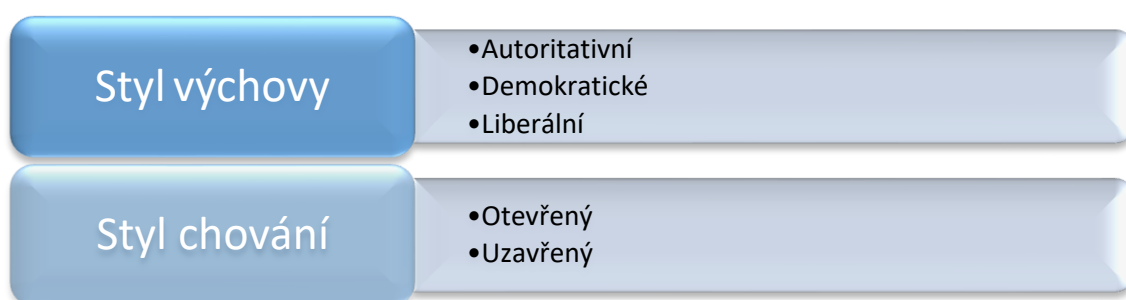 Styl výchovy
•Autoritativní
•Demokratické
•Liberální
Styl chování
•Otevřený
•Uzavřený